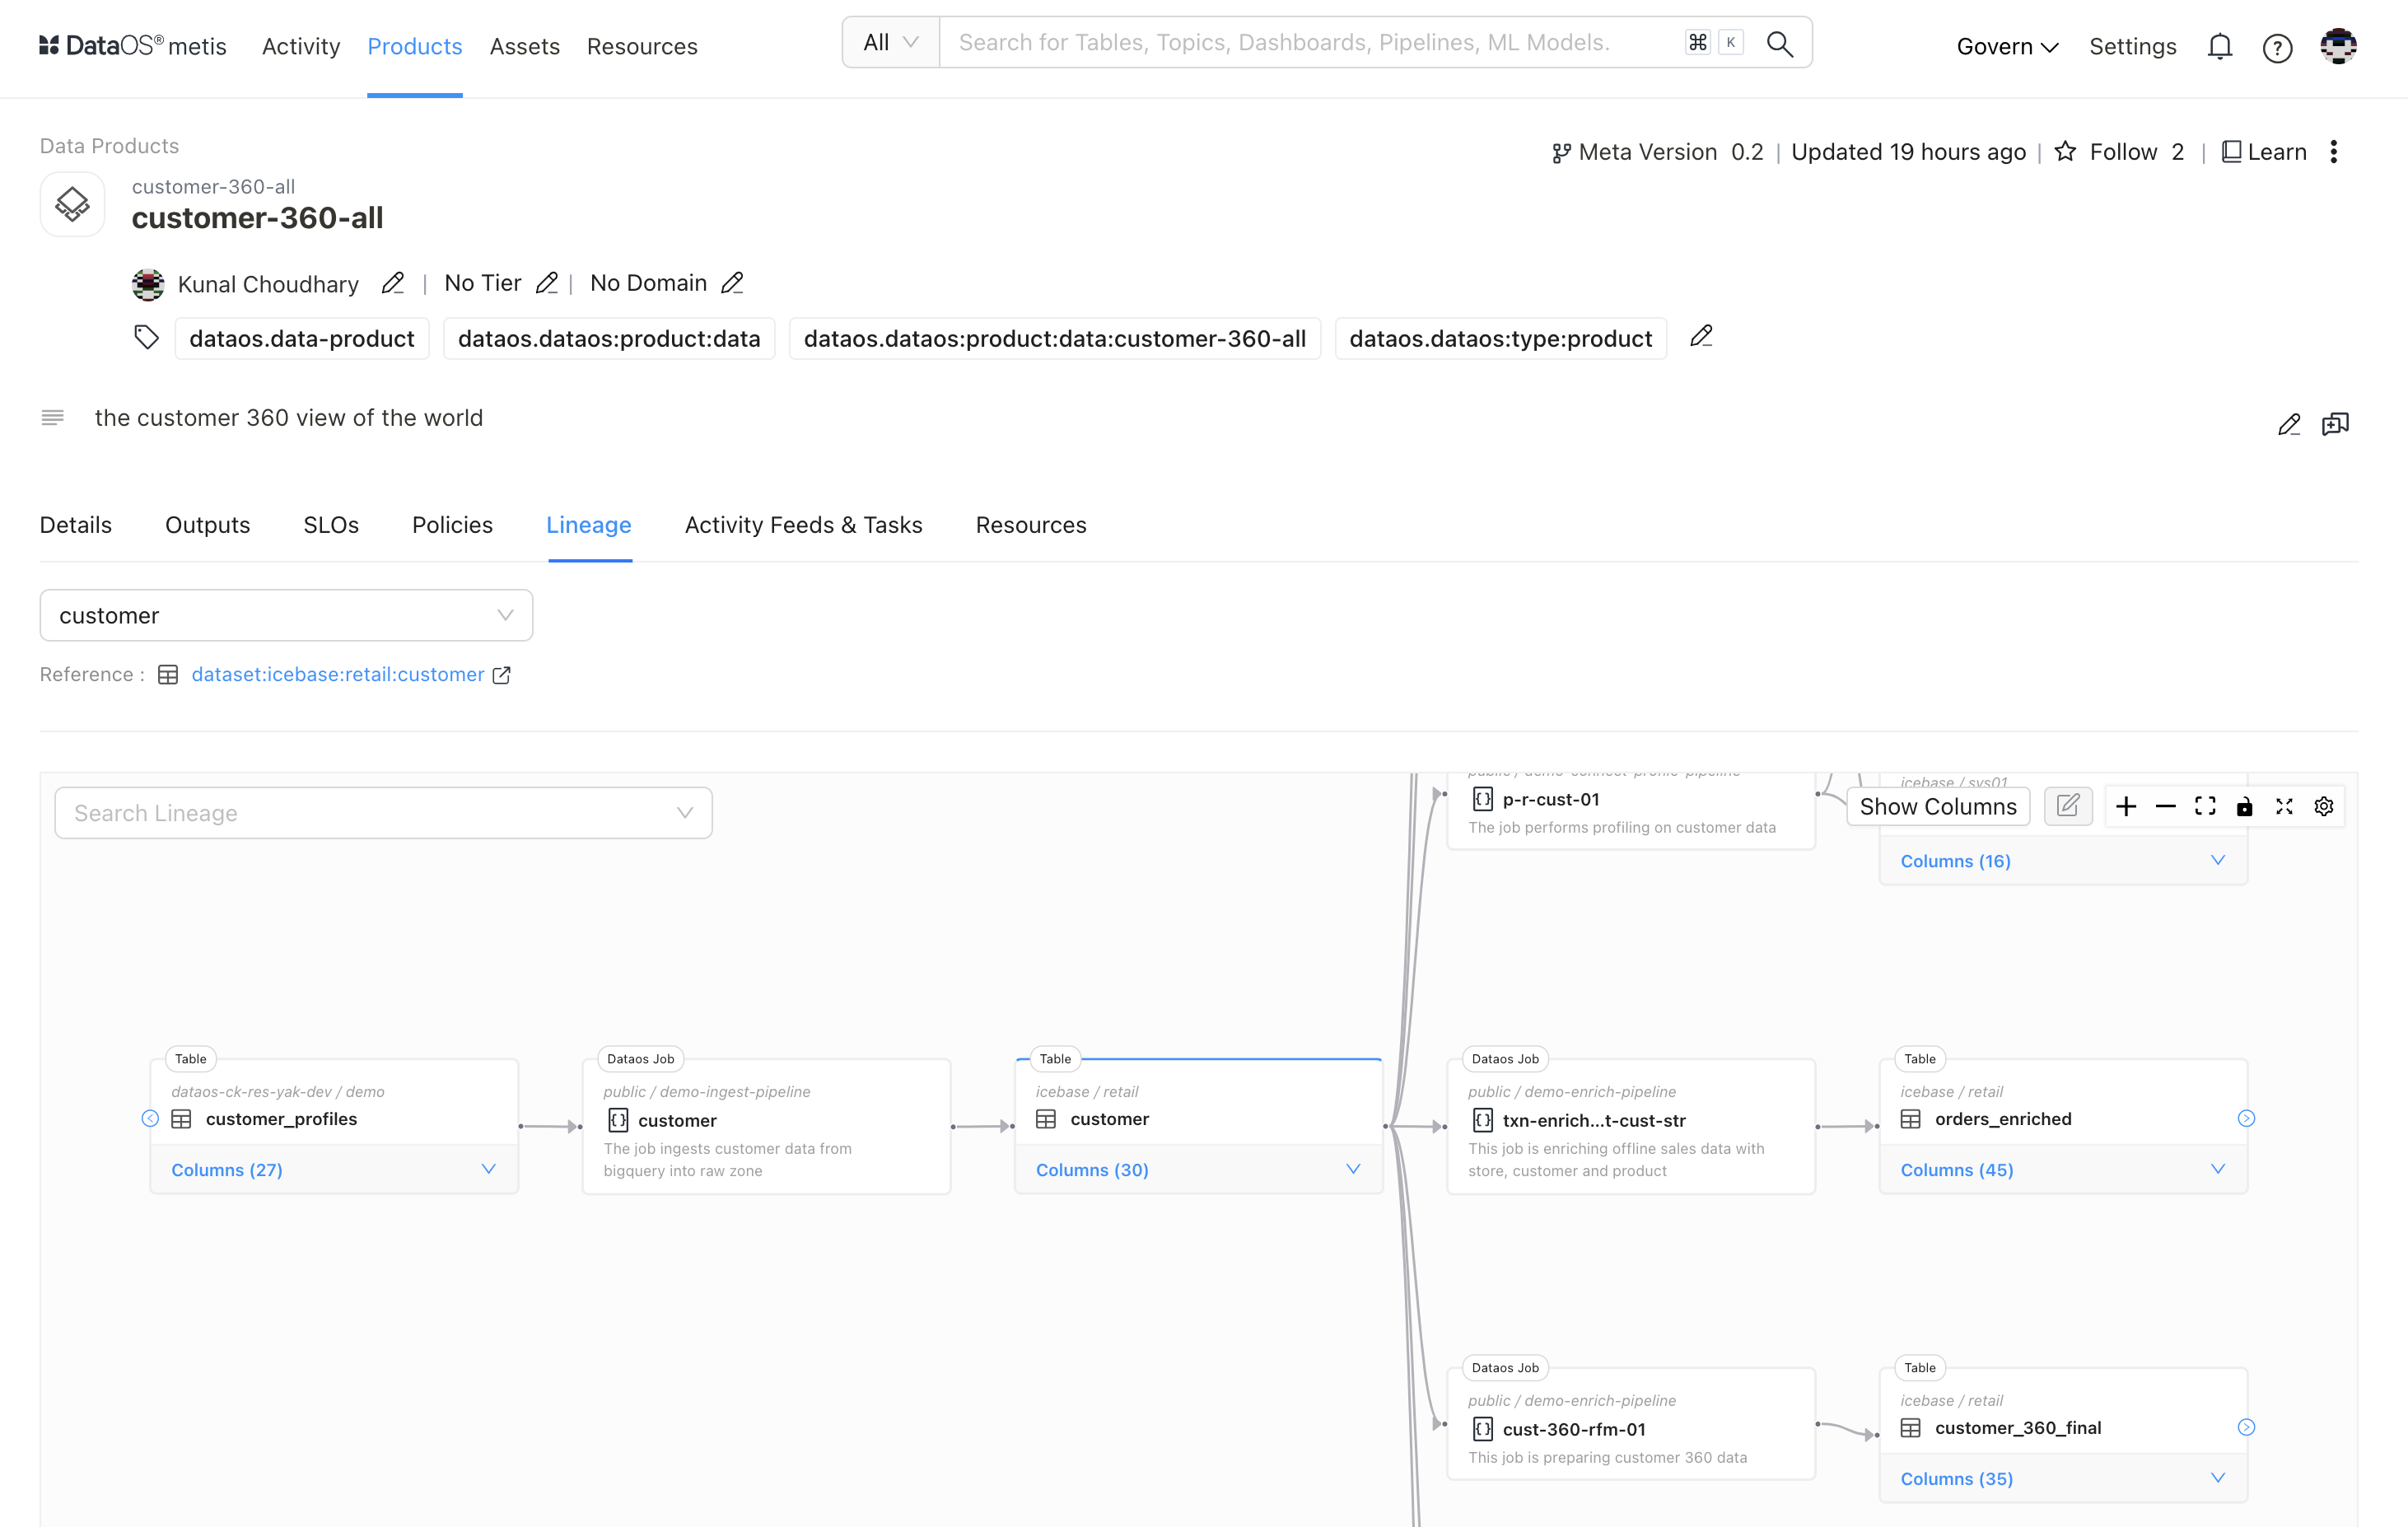 DataOS® metis Activity Products Assets Resources All Search for Tables, Topics, Dashboards, Pipelines, ML Models. ⌘ K Govern Settings
Data Products
Meta Version 0.2 | Updated 19 hours ago | Follow 2 | Learn
customer-360-all
customer-360-all
Kunal Choudhary | No Tier | No Domain
dataos.data-product dataos.dataos:product:data dataos.dataos:product:data:customer-360-all dataos.dataos:type:product
the customer 360 view of the world
Details Outputs SLOs Policies Lineage Activity Feeds & Tasks Resources
customer
Reference : dataset:icebase:retail:customer
Search Lineage
public / demo-connect-profile-pipeline
p-r-cust-01
The job performs profiling on customer data
icebase / sys01
Show Columns
Columns (16)
Table
dataos-ck-res-yak-dev / demo
customer_profiles
Columns (27)
Dataos Job
public / demo-ingest-pipeline
customer
The job ingests customer data from
bigquery into raw zone
Table
icebase / retail
customer
Columns (30)
Dataos Job
public / demo-enrich-pipeline
txn-enrich...t-cust-str
This job is enriching offline sales data with
store, customer and product
Table
icebase / retail
orders_enriched
Columns (45)
Dataos Job
public / demo-enrich-pipeline
cust-360-rfm-01
This job is preparing customer 360 data
Table
icebase / retail
customer_360_final
Columns (35)